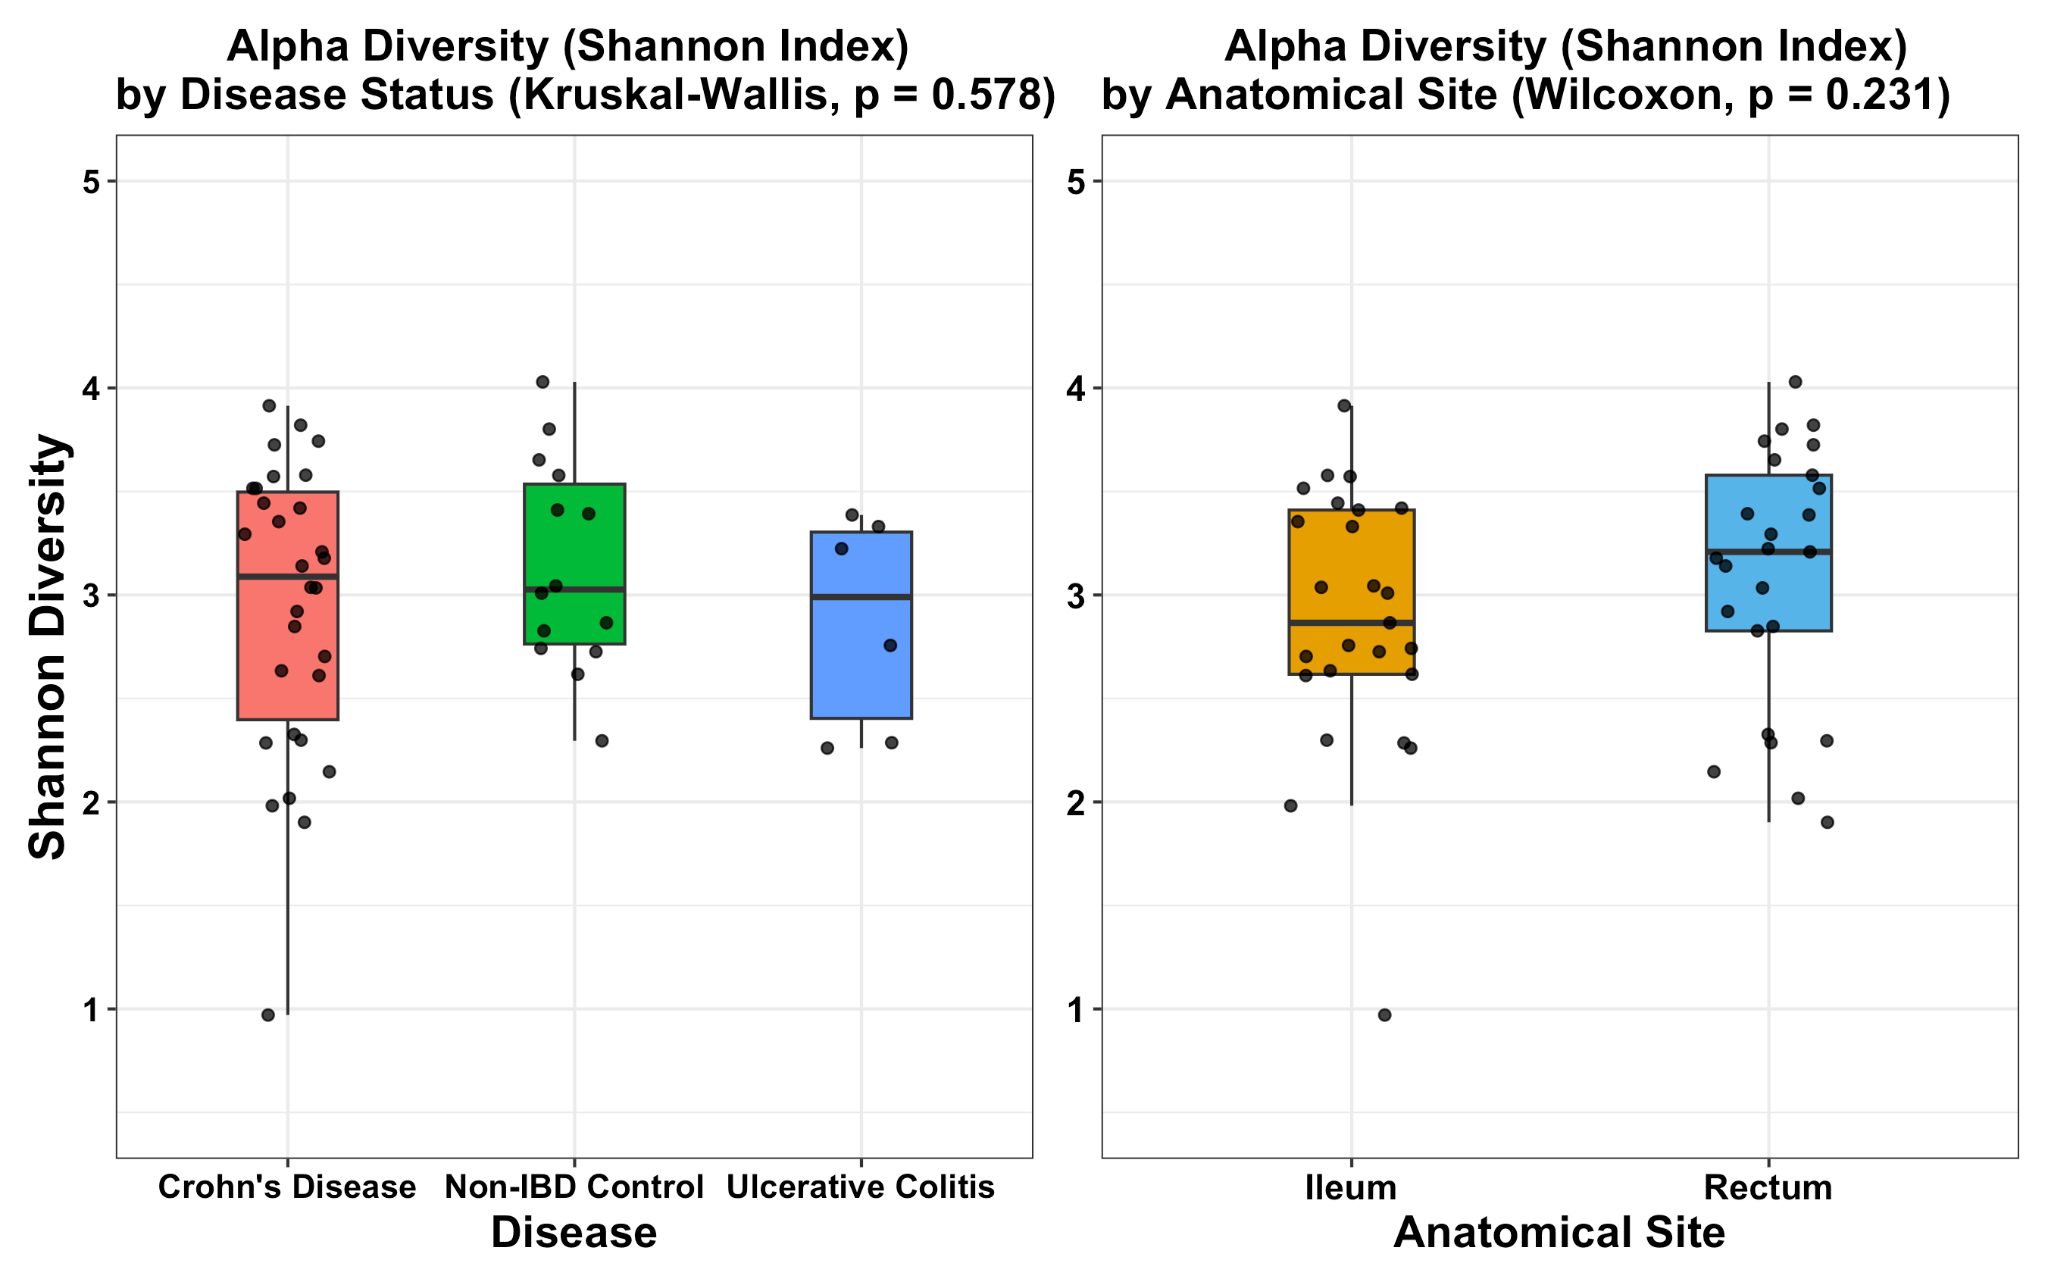 Alpha Diversity (Shannon Index)
by Disease Status (Kruskal-Wallis, p = 0.578)
Shannon Diversity
5
4
3
2
1
Crohn's Disease
Non-IBD Control
Ulcerative Colitis
Disease
Alpha Diversity (Shannon Index)
by Anatomical Site (Wilcoxon, p = 0.231)
5
4
3
2
1
Ileum
Rectum
Anatomical Site